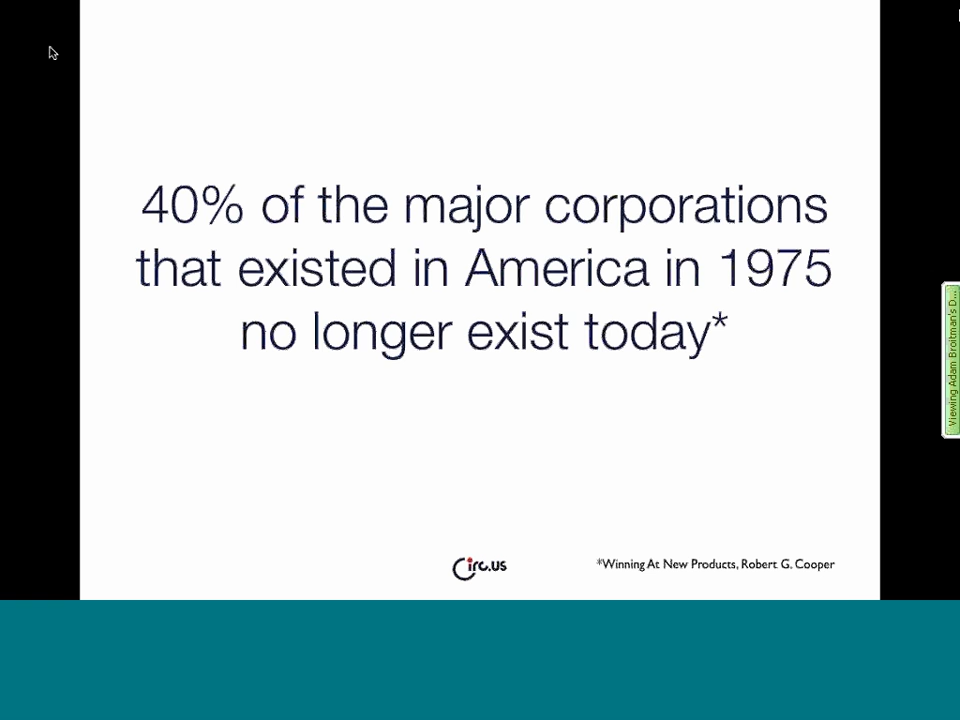 40% of the major corporations
that existed in America in 1975
no longer exist today*
Circ.us
*Winning At New Products, Robert G. Cooper
Viewing Adam Broitman's D...